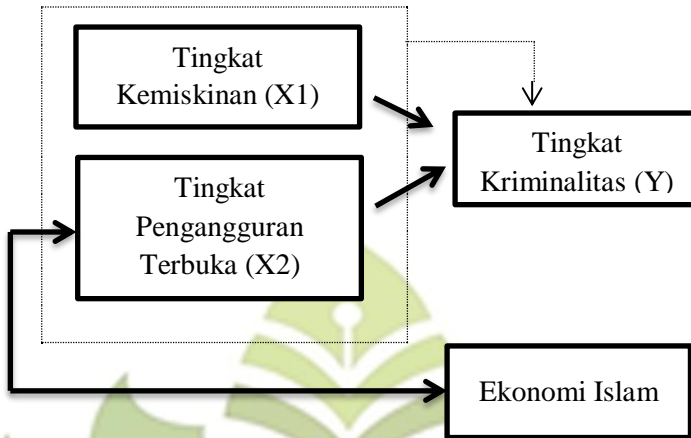 Tingkat
Kemiskinan (X1)
Tingkat
Pengangguran
Terbuka (X2)
Tingkat
Kriminalitas (Y)
Ekonomi Islam